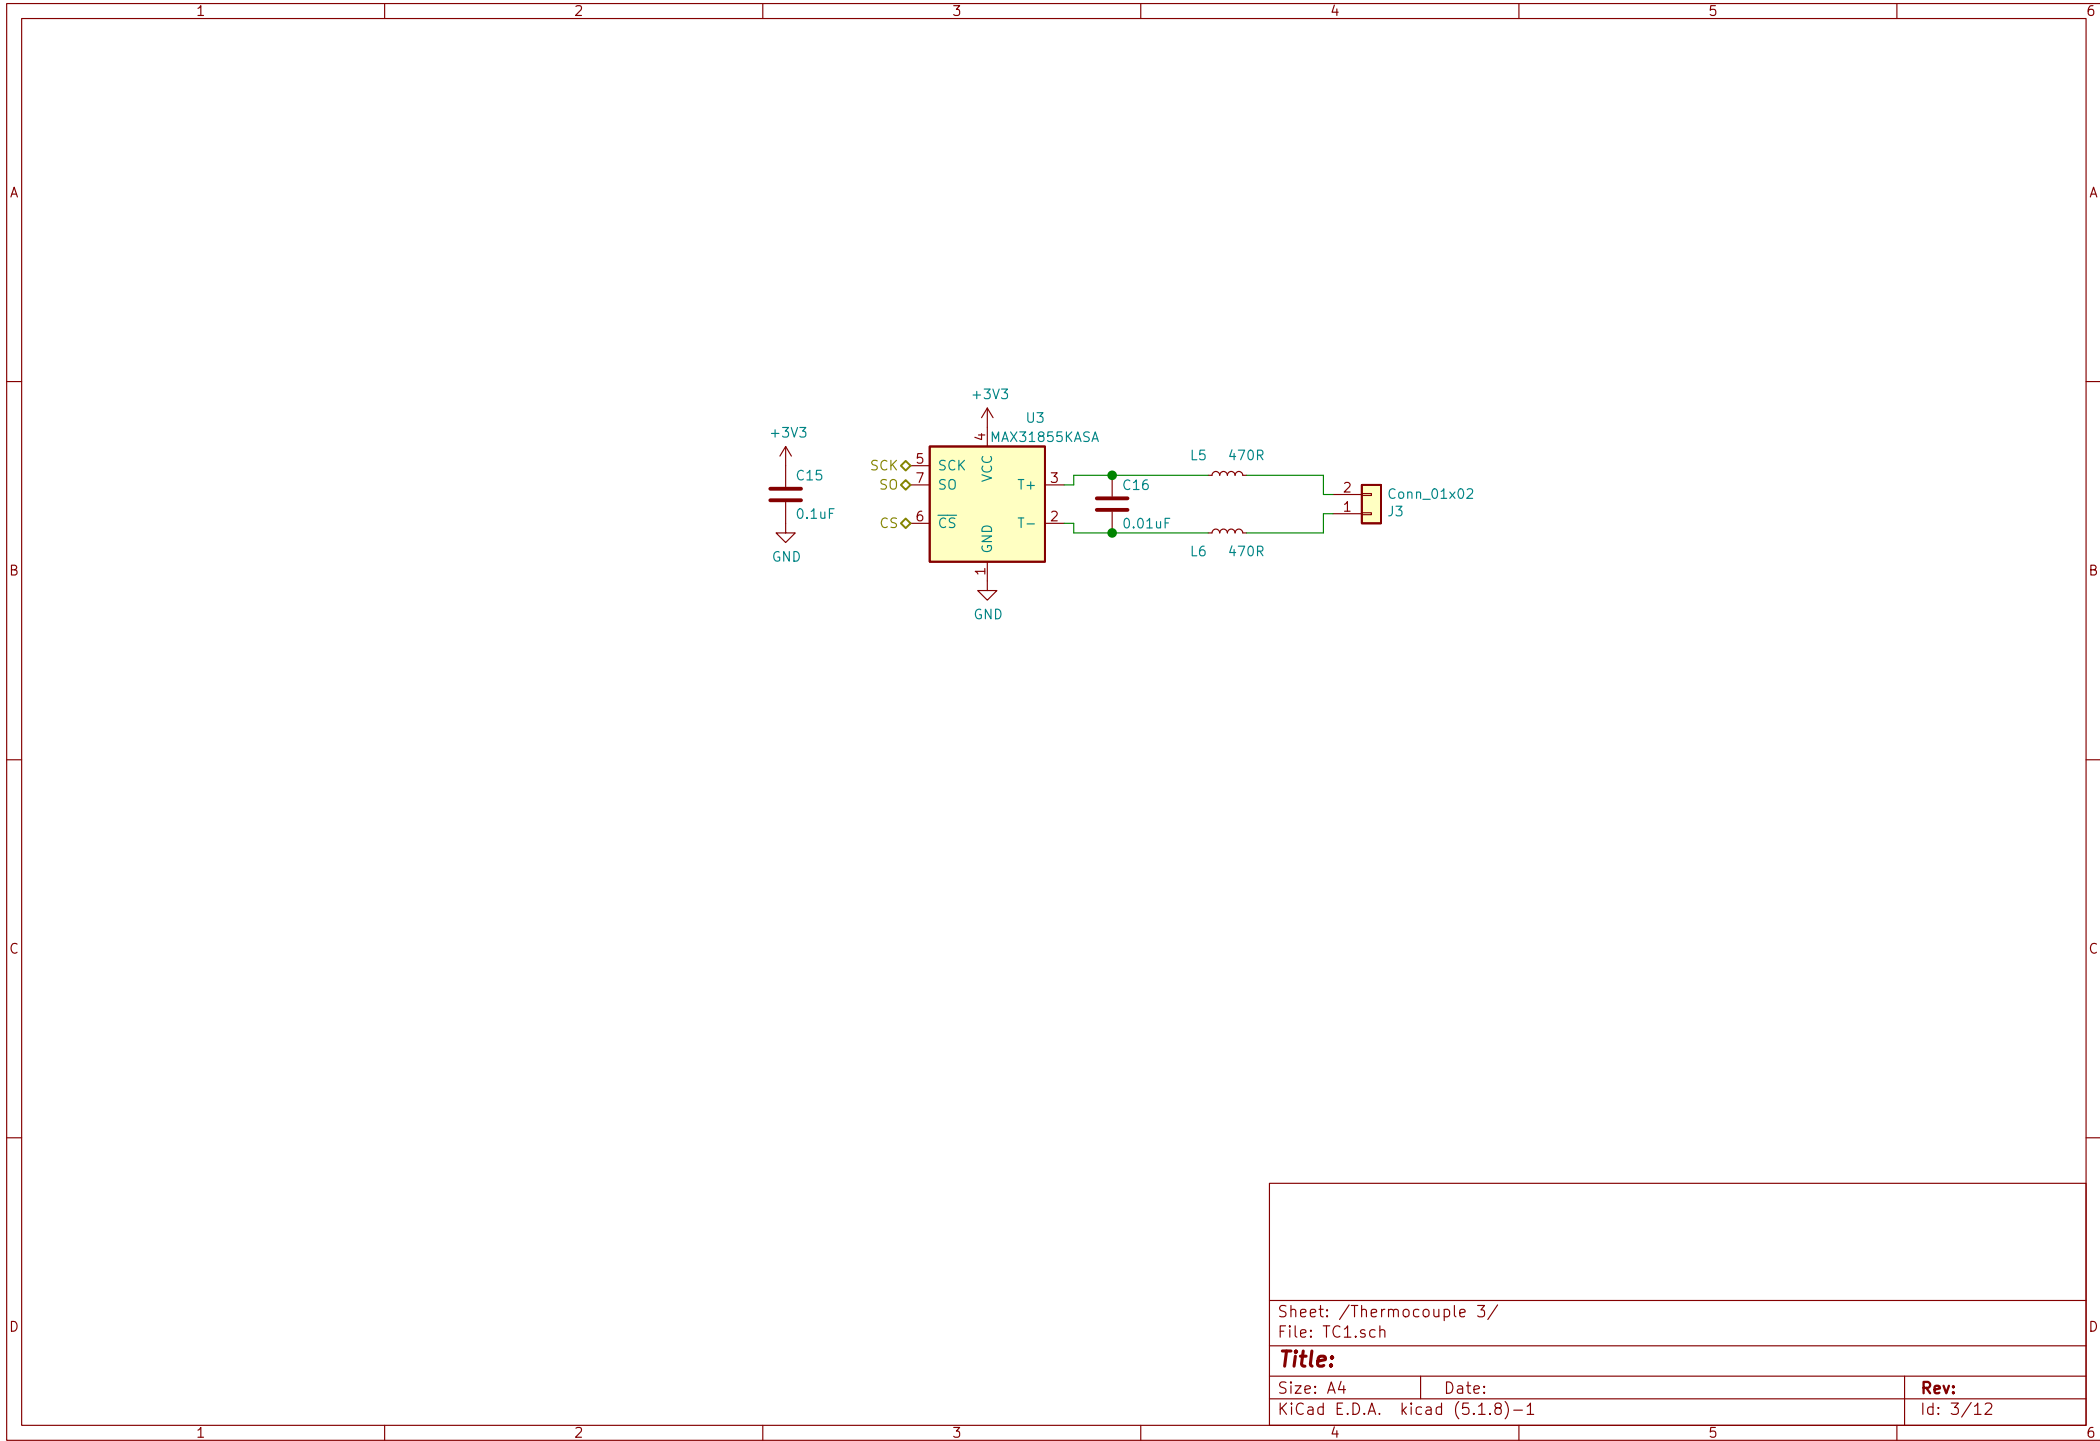 1 2 3 4 5 6
A A
+3V3
U3
MAX31855KASA
+3V3
C15
0.1uF
GND
SCK
SO
CS
5
7
6
4
1
SCK
SO
CS
VCC
GND
T+
T-
3
2
GND
C16
0.01uF
L5 470R
L6 470R
2
1
Conn_01x02
J3
B B
C C
D D
Sheet: /Thermocouple 3/
File: TC1.sch
Title:
Size: A4 Date: Rev:
KiCad E.D.A. kicad (5.1.8)-1 Id: 3/12
1 2 3 4 5 6